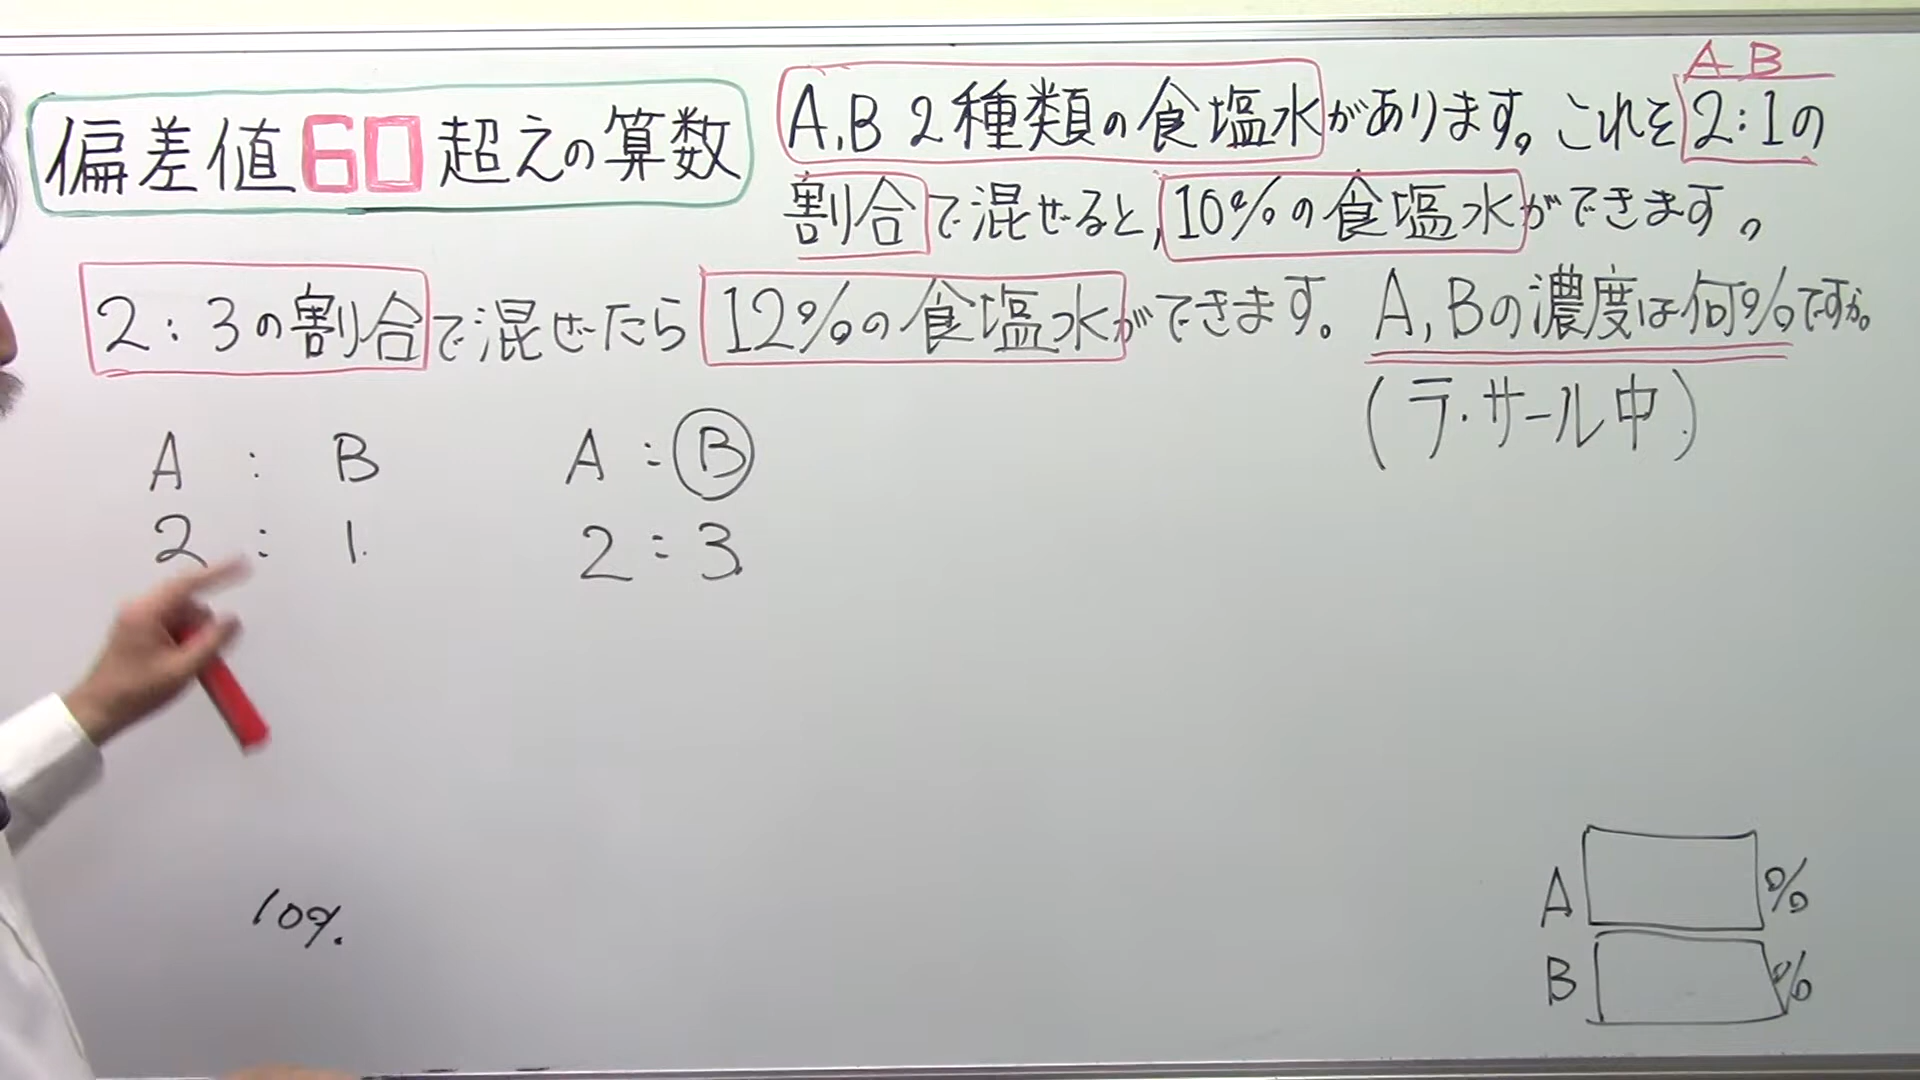 偏差値60超えの算数
A B
A,B 2種類の食塩水があります。これを2:1の
割合で混ぜると,10%の食塩水ができます。
2:3の割合で混ぜたら12%の食塩水ができます。A,Bの濃度は何%ですか。
(ラ・サール中)
A : B
2 : 1
A : B
2 : 3
10%
A %
B %